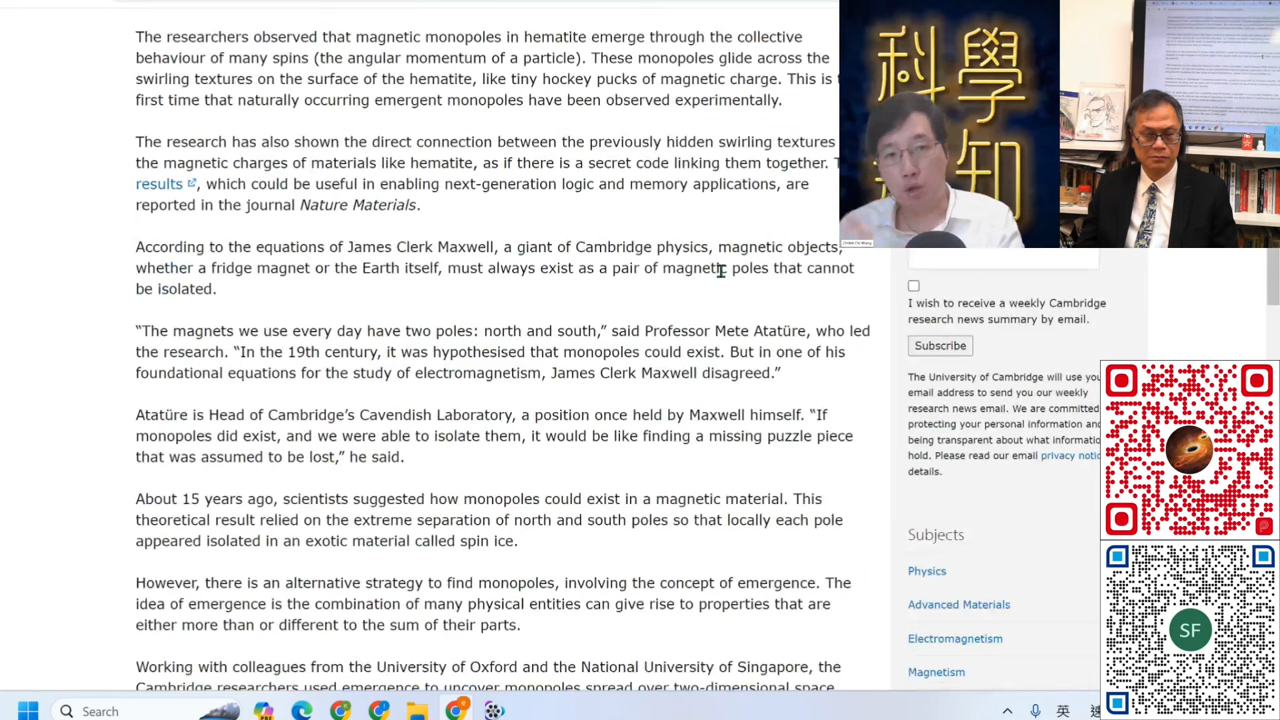 The researchers observed that magnetic monopoles in hematite emerge through the collective
behaviour of many spins (the angular momentum of a particle). These monopoles glide across the
swirling textures on the surface of the hematite, like tiny hockey pucks of magnetic charge. This is
first time that naturally occurring emergent monopoles have been observed experimentally.
The research has also shown the direct connection between the previously hidden swirling textures
the magnetic charge of materials like hematite, as if there is a secret code linking them together.
results, which could be useful in enabling next-generation logic and memory applications, are
reported in the journal Nature Materials.
According to the equations of James Clerk Maxwell, a giant of Cambridge physics, magnetic objects,
whether a fridge magnet or the Earth itself, must always exist as a pair of magnetic poles that cannot
be isolated.
“The magnets we use every day have two poles: north and south,” said Professor Mete Atatüre, who led
the research. “In the 19th century, it was hypothesised that monopoles could exist. But in one of his
foundational equations for the study of electromagnetism, James Clerk Maxwell disagreed.”
Atatüre is Head of Cambridge’s Cavendish Laboratory, a position once held by Maxwell himself. “If
monopoles did exist, and we were able to isolate them, it would be like finding a missing puzzle piece
that was assumed to be lost,” he said.
About 15 years ago, scientists suggested how monopoles could exist in a magnetic material. This
theoretical result relied on the extreme separation of north and south poles so that locally each pole
appeared isolated in an exotic material called spin ice.
However, there is an alternative strategy to find monopoles, involving the concept of emergence. The
idea of emergence is the combination of many physical entities can give rise to properties that are
either more than or different to the sum of their parts.
Working with colleagues from the University of Oxford and the National University of Singapore, the
Cambridge researchers used emergence to uncover monopoles spread over two-dimensional space
科學
知
I wish to receive a weekly Cambridge
research news summary by email.
Subscribe
The University of Cambridge will use you
email address to send you our weekly
research news email. We are committed
protecting your personal information and
being transparent about what informatio
hold. Please read our email privacy notic
details.
Subjects
Physics
Advanced Materials
Electromagnetism
Magnetism
SF
Search
英
速